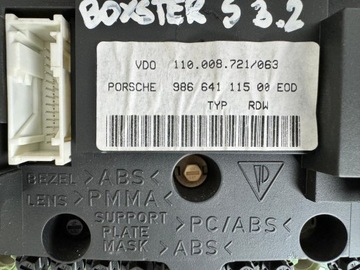 BOXSTER S 3.2
VDO 110.008.721/063
PORSCHE 986 641 115 00 EOD
TYP RDW
BEZEL >ABS<
LENS >PMMA<
SUPPORT
PLATE >PC/ABS<
MASK >ABS<